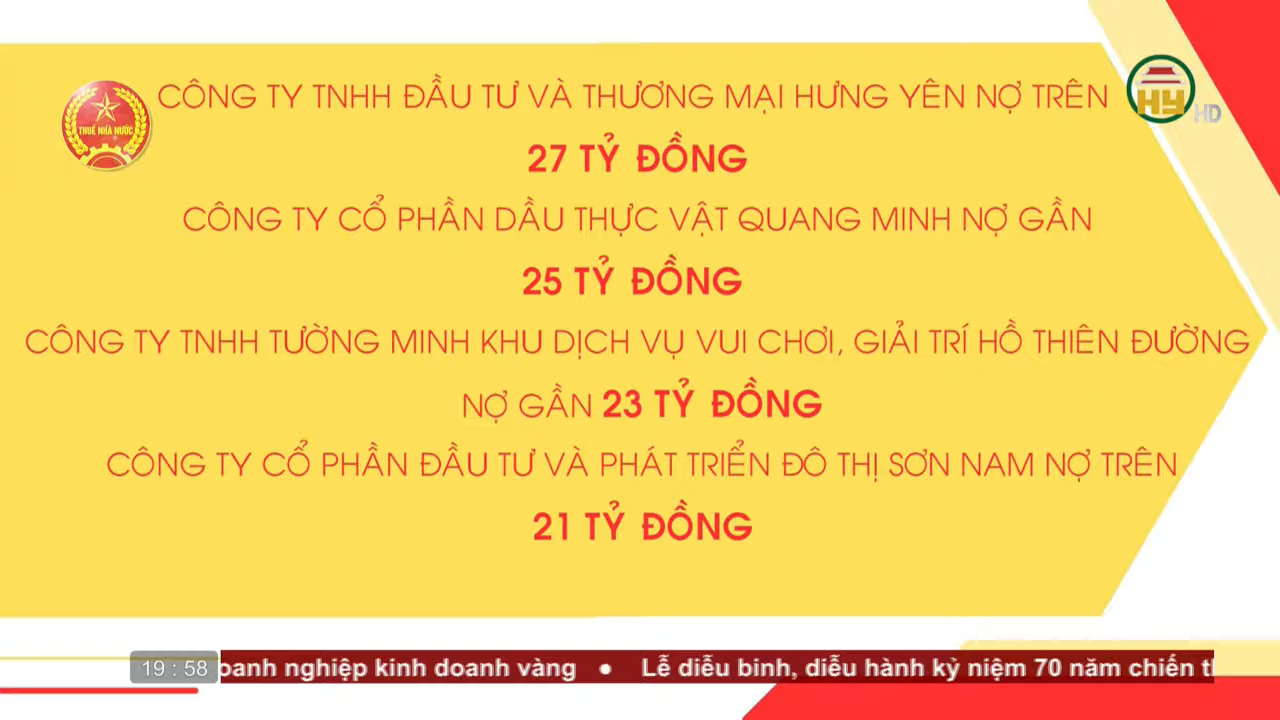 CÔNG TY TNHH ĐẦU TƯ VÀ THƯƠNG MẠI HƯNG YÊN NỢ TRÊN
27 TỶ ĐỒNG
CÔNG TY CỔ PHẦN DẦU THỰC VẬT QUANG MINH NỢ GẦN
25 TỶ ĐỒNG
CÔNG TY TNHH TƯỜNG MINH KHU DỊCH VỤ VUI CHƠI, GIẢI TRÍ HỒ THIÊN ĐƯỜNG
NỢ GẦN 23 TỶ ĐỒNG
CÔNG TY CỔ PHẦN ĐẦU TƯ VÀ PHÁT TRIỂN ĐÔ THỊ SƠN NAM NỢ TRÊN
21 TỶ ĐỒNG
THUẾ NHÀ NƯỚC
HY HD
19 : 58
oanh nghiệp kinh doanh vàng • Lễ diễu binh, diễu hành kỷ niệm 70 năm chiến th